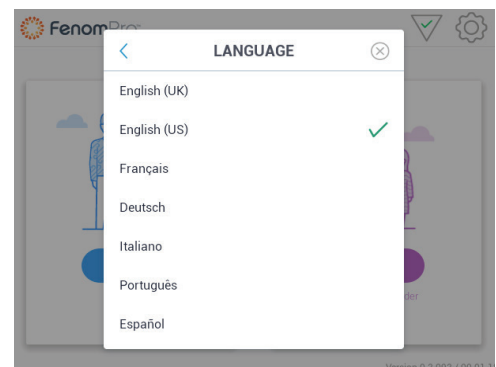 FenomPro
LANGUAGE
English (UK)
English (US)
Français
Deutsch
Italiano
Português
Español